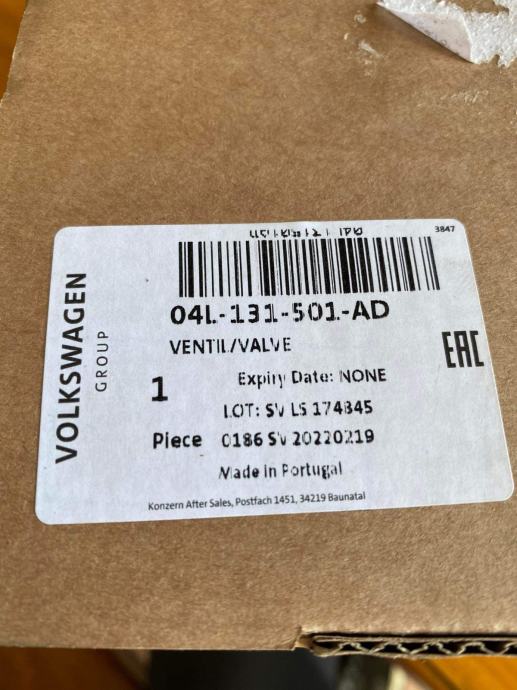 VOLKSWAGEN
GROUP
3847
04L-131-501-AD
VENTIL/VALVE
EAC
1
Piece
Expiry Date: NONE
LOT: SV LS 174845
0186 SV 20220219
Made in Portugal
Konzern After Sales, Postfach 1451, 34219 Baunatal